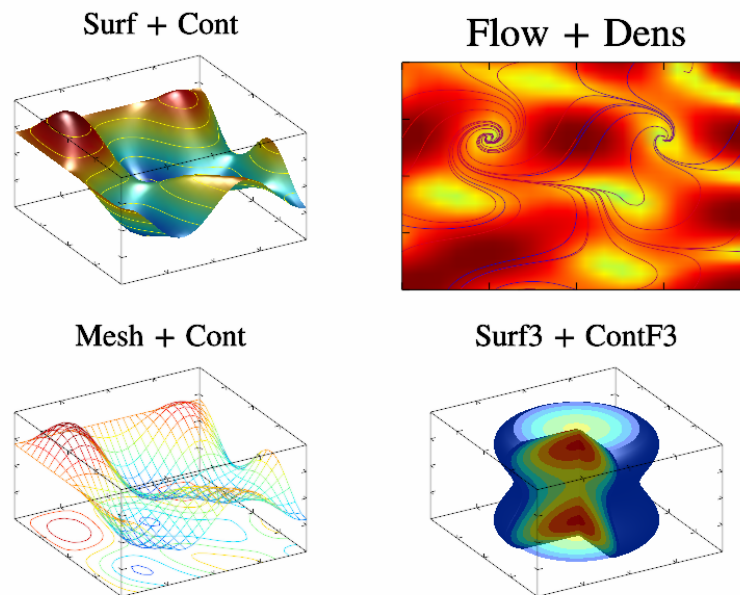 Surf + Cont
Flow + Dens
Mesh + Cont
Surf3 + ContF3